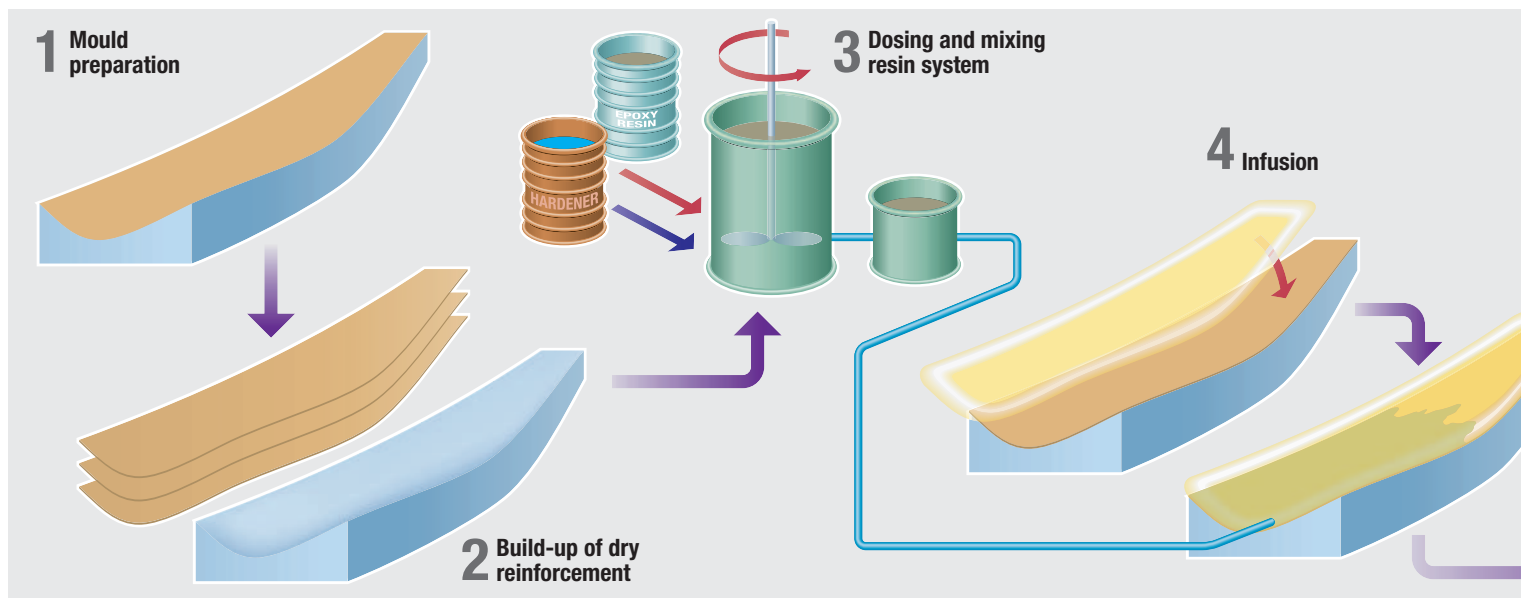 1 Mould
preparation
EPOXY
RESIN
HARDENER
3 Dosing and mixing
resin system
4 Infusion
2 Build-up of dry
reinforcement